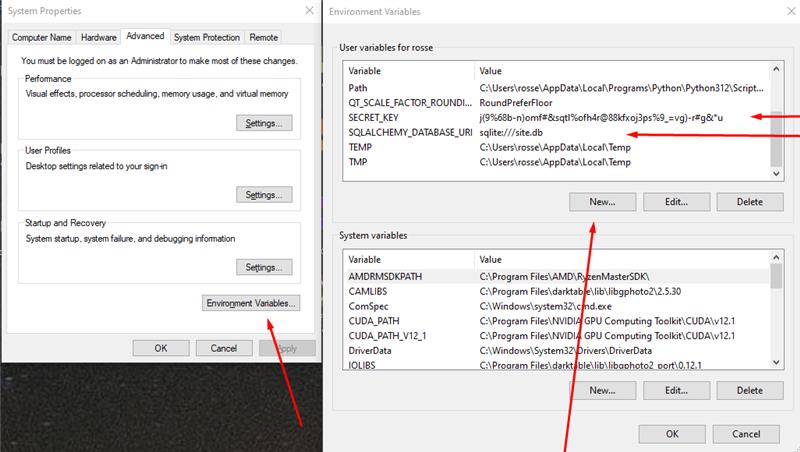 System Properties
Computer Name Hardware Advanced System Protection Remote
You must be logged on as an Administrator to make most of these changes.
Performance
Visual effects, processor scheduling, memory usage, and virtual memory
Settings...
User Profiles
Desktop settings related to your sign-in
Settings...
Startup and Recovery
System startup, system failure, and debugging information
Settings...
Environment Variables...
OK Cancel Apply
Environment Variables
User variables for rosse
Variable Value
Path C:\Users\rosse\AppData\Local\Programs\Python\Python312\Script...
QT_SCALE_FACTOR_ROUNDI... RoundPreferFloor
SECRET_KEY j(9%68b-n)omf#&sqtl%ofh4r@88kfxoj3ps%9_=vg)-r#g&*u
SQLALCHEMY_DATABASE_URI sqlite:///site.db
TEMP C:\Users\rosse\AppData\Local\Temp
TMP C:\Users\rosse\AppData\Local\Temp
New... Edit... Delete
System variables
Variable Value
AMDRMSDKPATH C:\Program Files\AMD\RyzenMasterSDK\
CAMLIBS C:\Program Files\darktable\lib\libgphoto2\2.5.30
ComSpec C:\Windows\system32\cmd.exe
CUDA_PATH C:\Program Files\NVIDIA GPU Computing Toolkit\CUDA\v12.1
CUDA_PATH_V12_1 C:\Program Files\NVIDIA GPU Computing Toolkit\CUDA\v12.1
DriverData C:\Windows\System32\Drivers\DriverData
IOLIBS C:\Program Files\darktable\lib\libgphoto2_port\0.12.1
New... Edit... Delete
OK Cancel